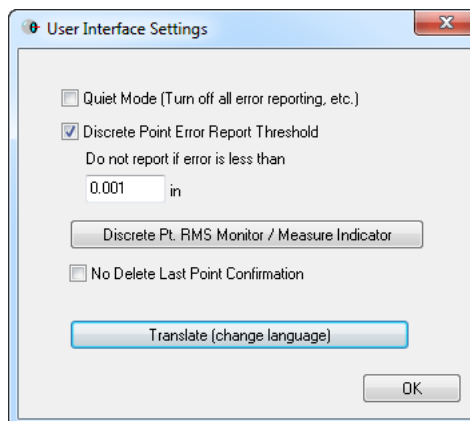 User Interface Settings
Quiet Mode (Turn off all error reporting, etc.)
Discrete Point Error Report Threshold
Do not report if error is less than
0.001 in
Discrete Pt. RMS Monitor / Measure Indicator
No Delete Last Point Confirmation
Translate (change language)
OK